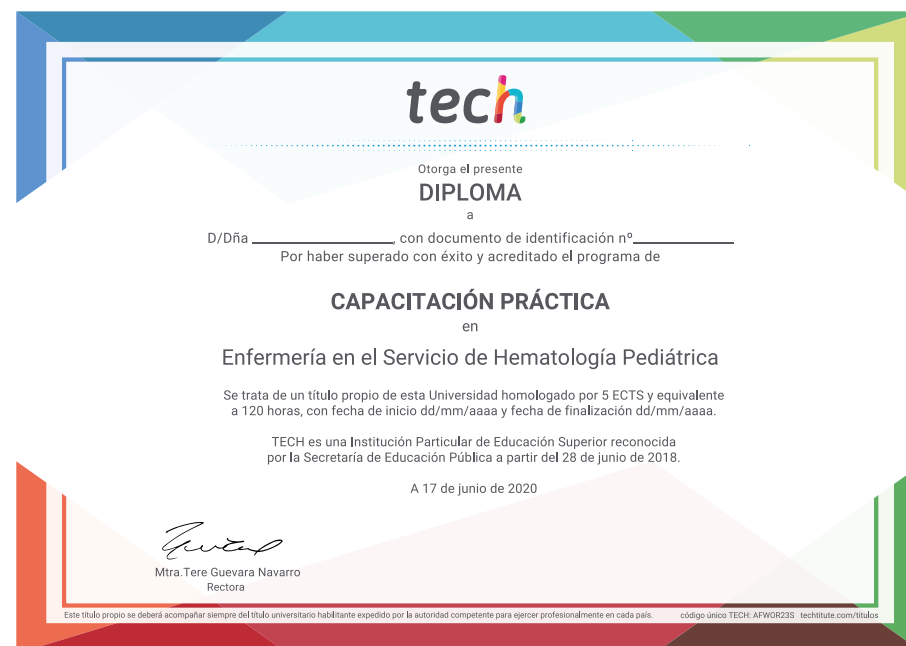 tech
Otorga el presente
DIPLOMA
a
D/Dña ____________________, con documento de identificación nº______________
Por haber superado con éxito y acreditado el programa de
CAPACITACIÓN PRÁCTICA
en
Enfermería en el Servicio de Hematología Pediátrica
Se trata de un título propio de esta Universidad homologado por 5 ECTS y equivalente
a 120 horas, con fecha de inicio dd/mm/aaaa y fecha de finalización dd/mm/aaaa.
TECH es una Institución Particular de Educación Superior reconocida
por la Secretaría de Educación Pública a partir del 28 de junio de 2018.
A 17 de junio de 2020
Mtra.Tere Guevara Navarro
Rectora
Este título propio se deberá acompañar siempre del título universitario habilitante expedido por la autoridad competente para ejercer profesionalmente en cada país. código único TECH: AFWOR23S techtitute.com/titulos